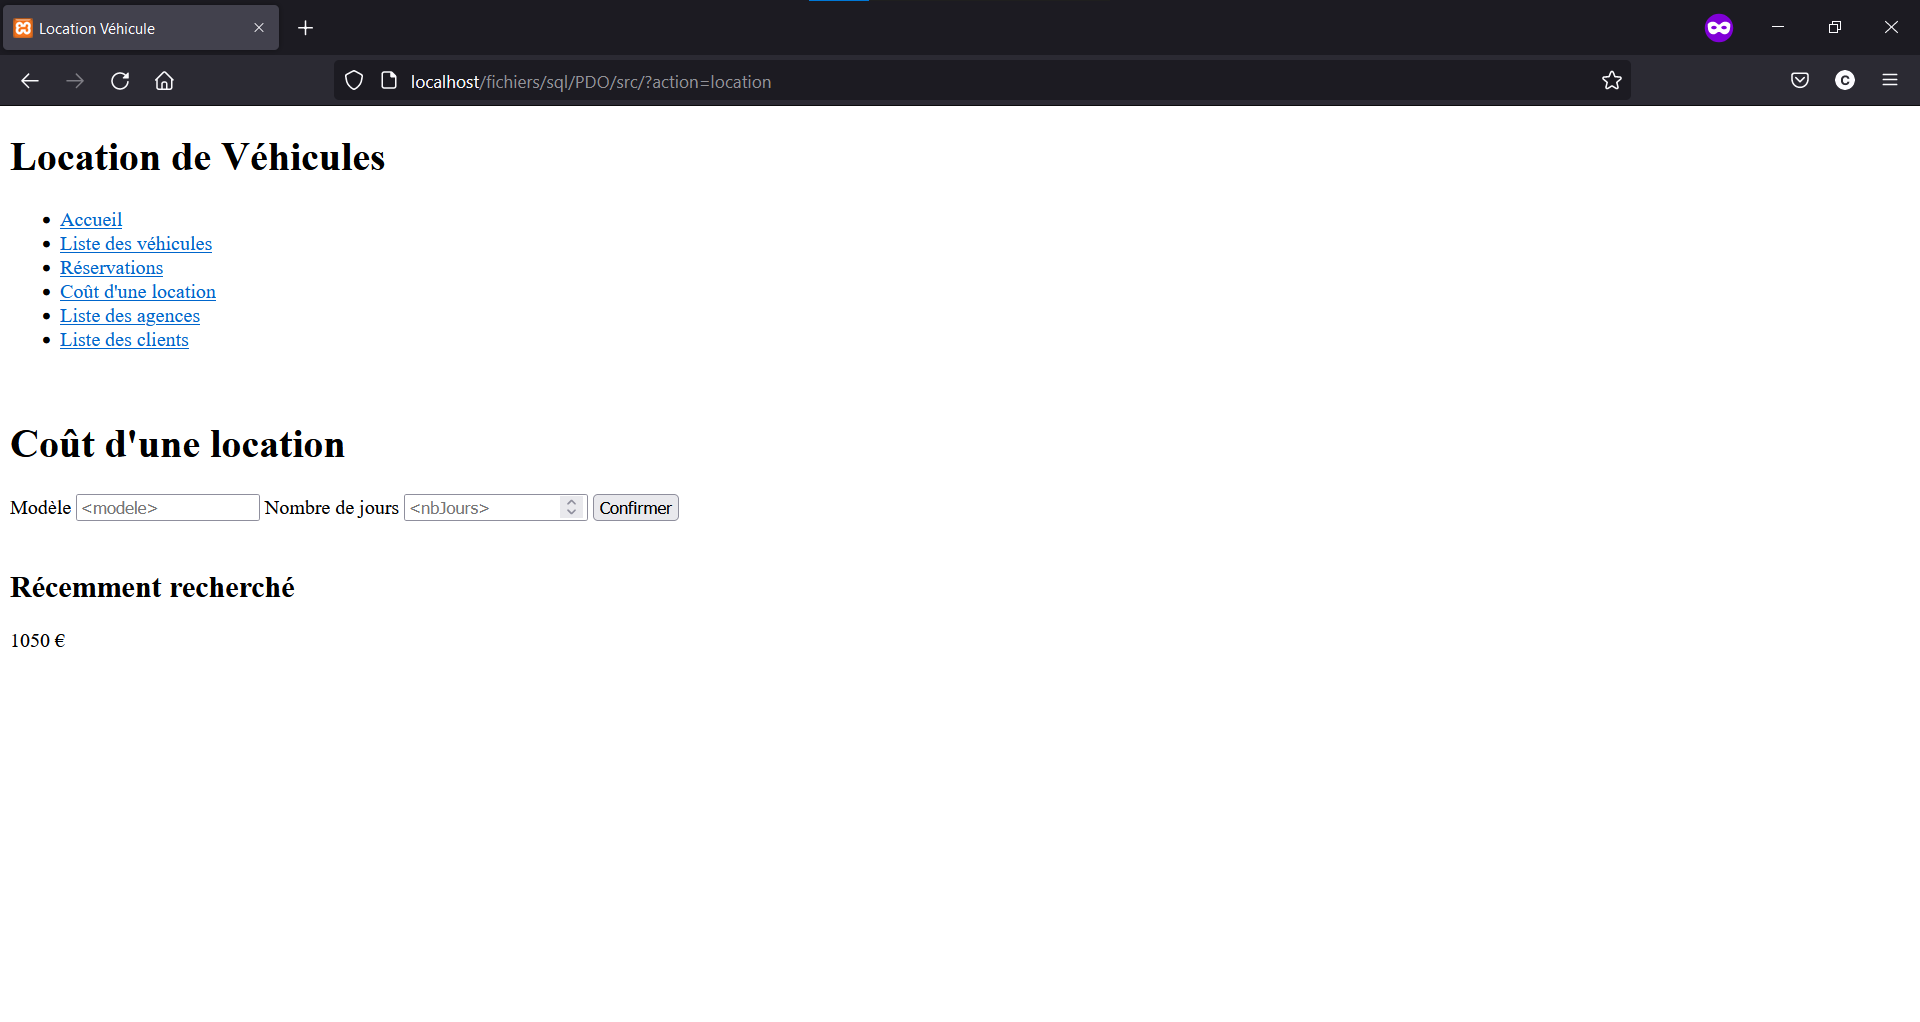 Location Véhicule
localhost/fichiers/sql/PDO/src/?action=location
C
Location de Véhicules
Accueil
Liste des véhicules
Réservations
Coût d'une location
Liste des agences
Liste des clients
Coût d'une location
Modèle <modele> Nombre de jours <nbJours> Confirmer
Récemment recherché
1050 €